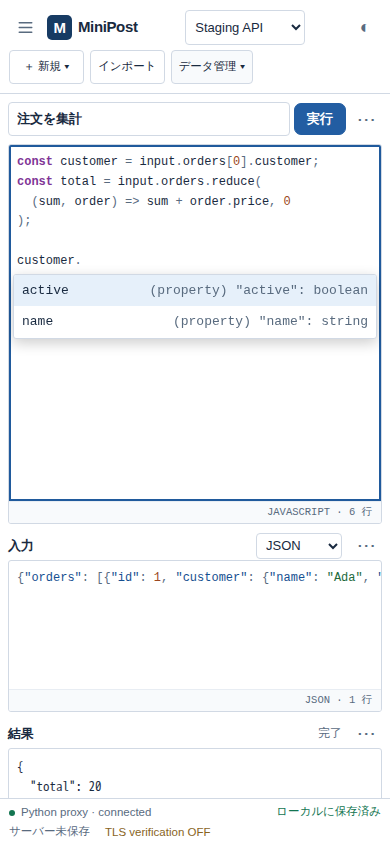 M MiniPost
Staging API
+ 新規 ▾ インポート データ管理 ▾
注文を集計 実行 ...
const customer = input.orders[0].customer;
const total = input.orders.reduce(
(sum, order) => sum + order.price, 0
);
customer.
active (property) "active": boolean
name (property) "name": string
JAVASCRIPT · 6 行
入力 JSON ...
{"orders": [{"id": 1, "customer": {"name": "Ada", "
JSON · 1 行
結果 完了 ...
{
"total": 20
Python proxy · connected ローカルに保存済み
サーバー未保存 TLS verification OFF